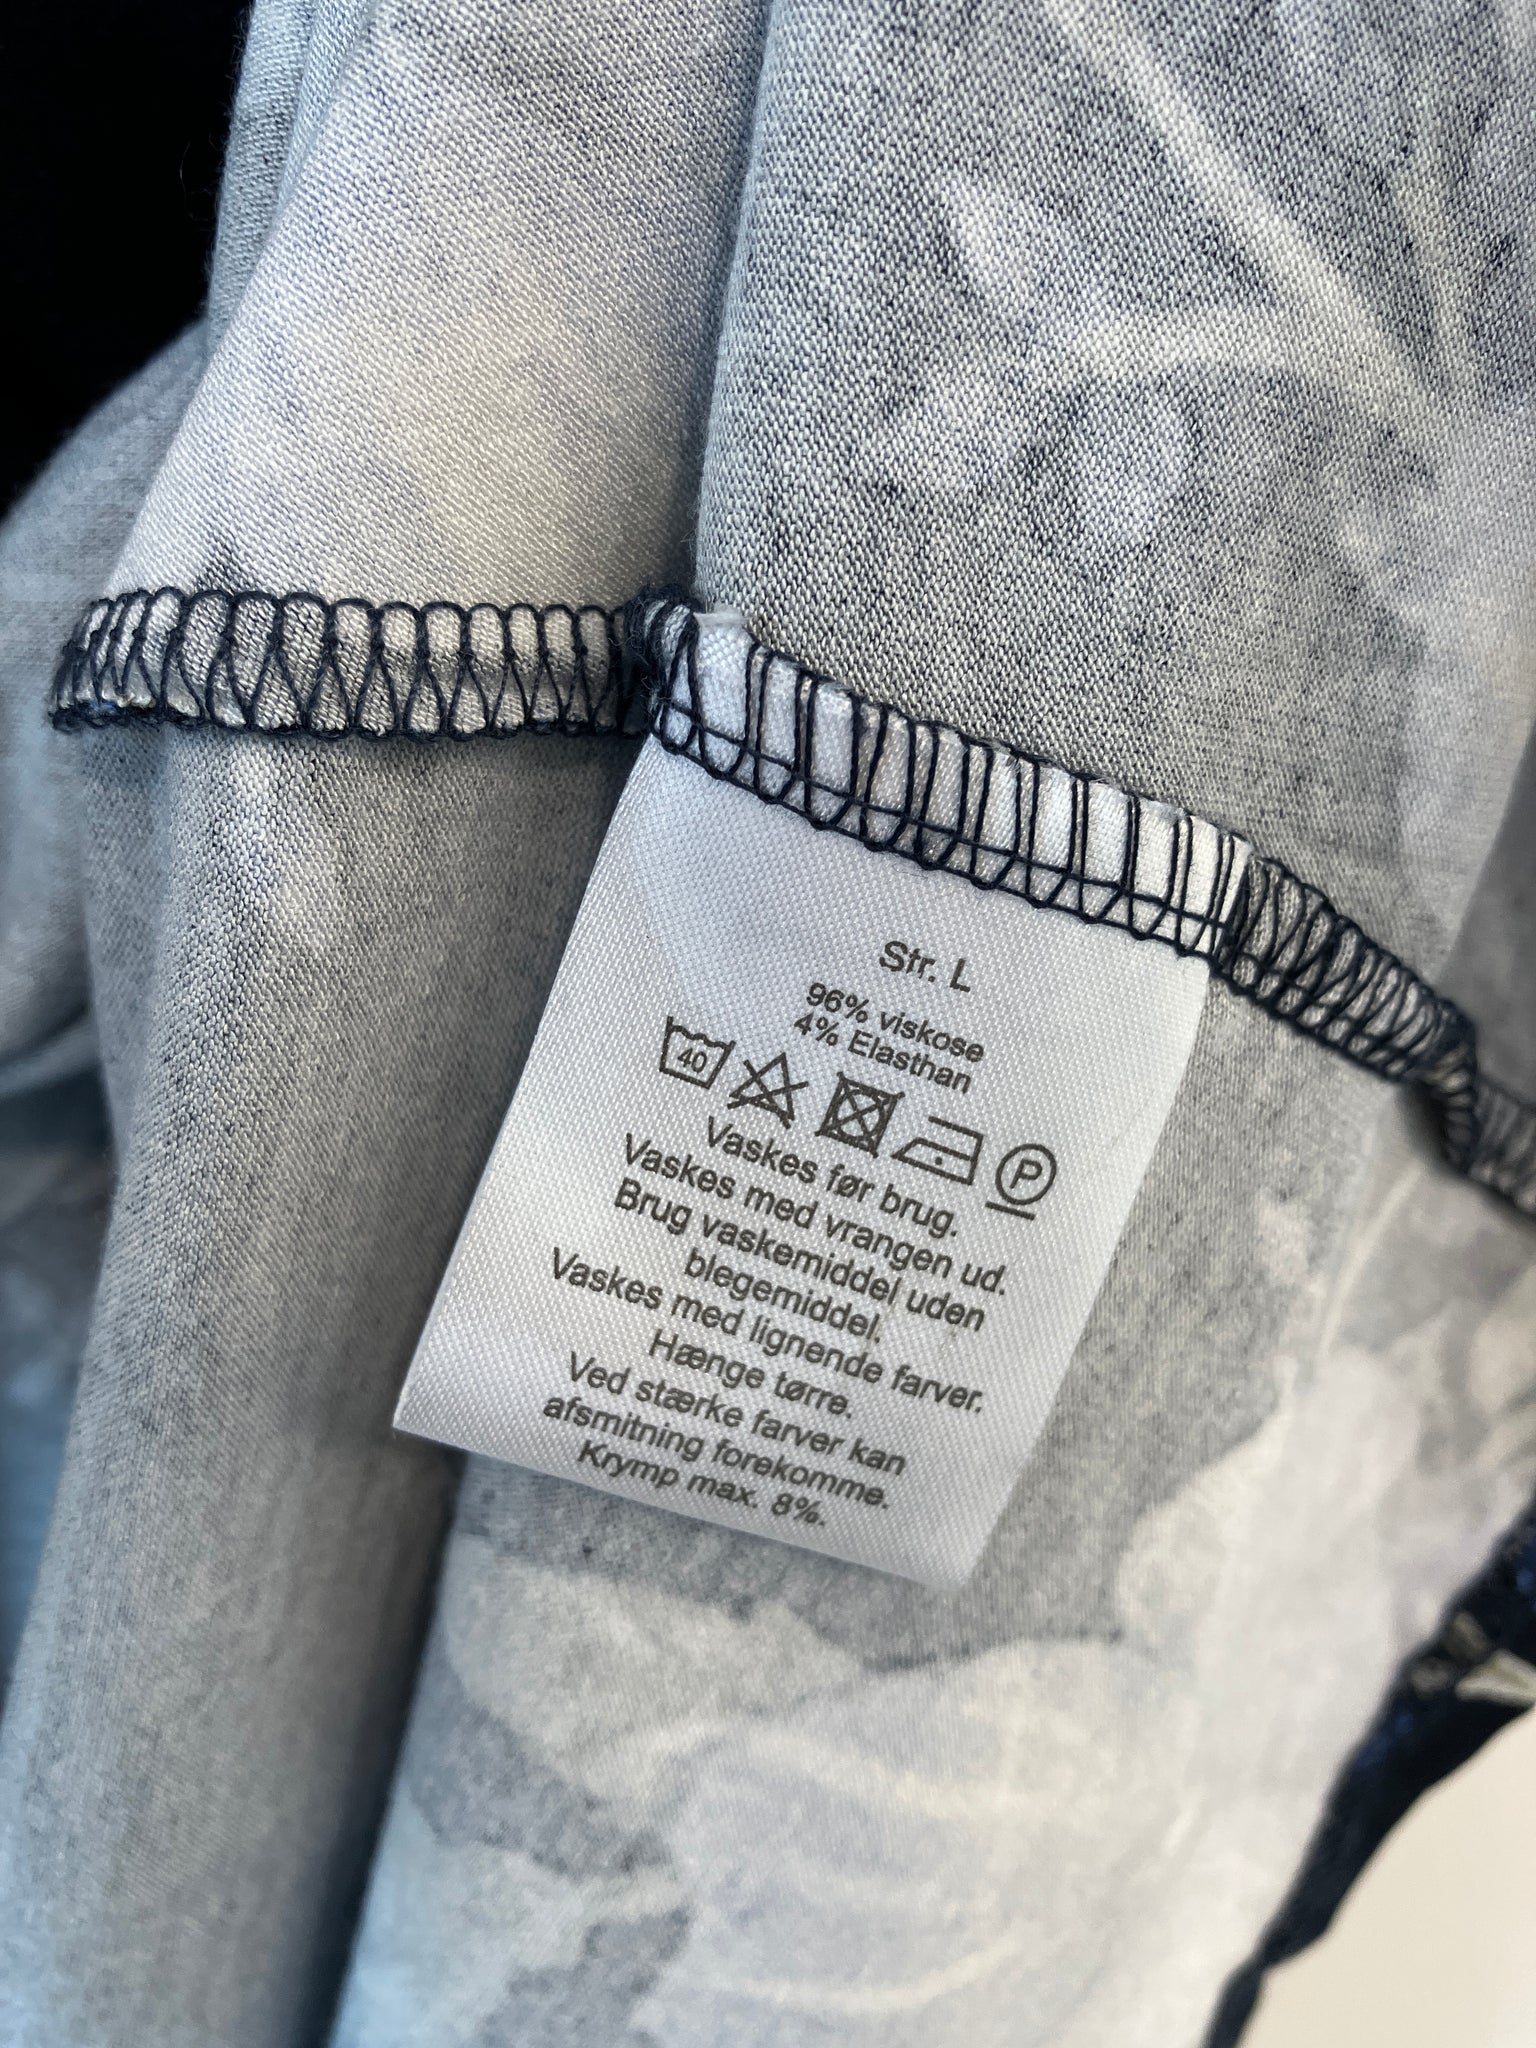 Str. L
96% viskose
4% Elasthan
40 P
Vaskes før brug.
Vaskes med vrangen ud.
Brug vaskemiddel uden
blegemiddel.
Vaskes med lignende farver.
Hænge tørre.
Ved stærke farver kan
afsmitning forekomme.
Krymp max. 8%.